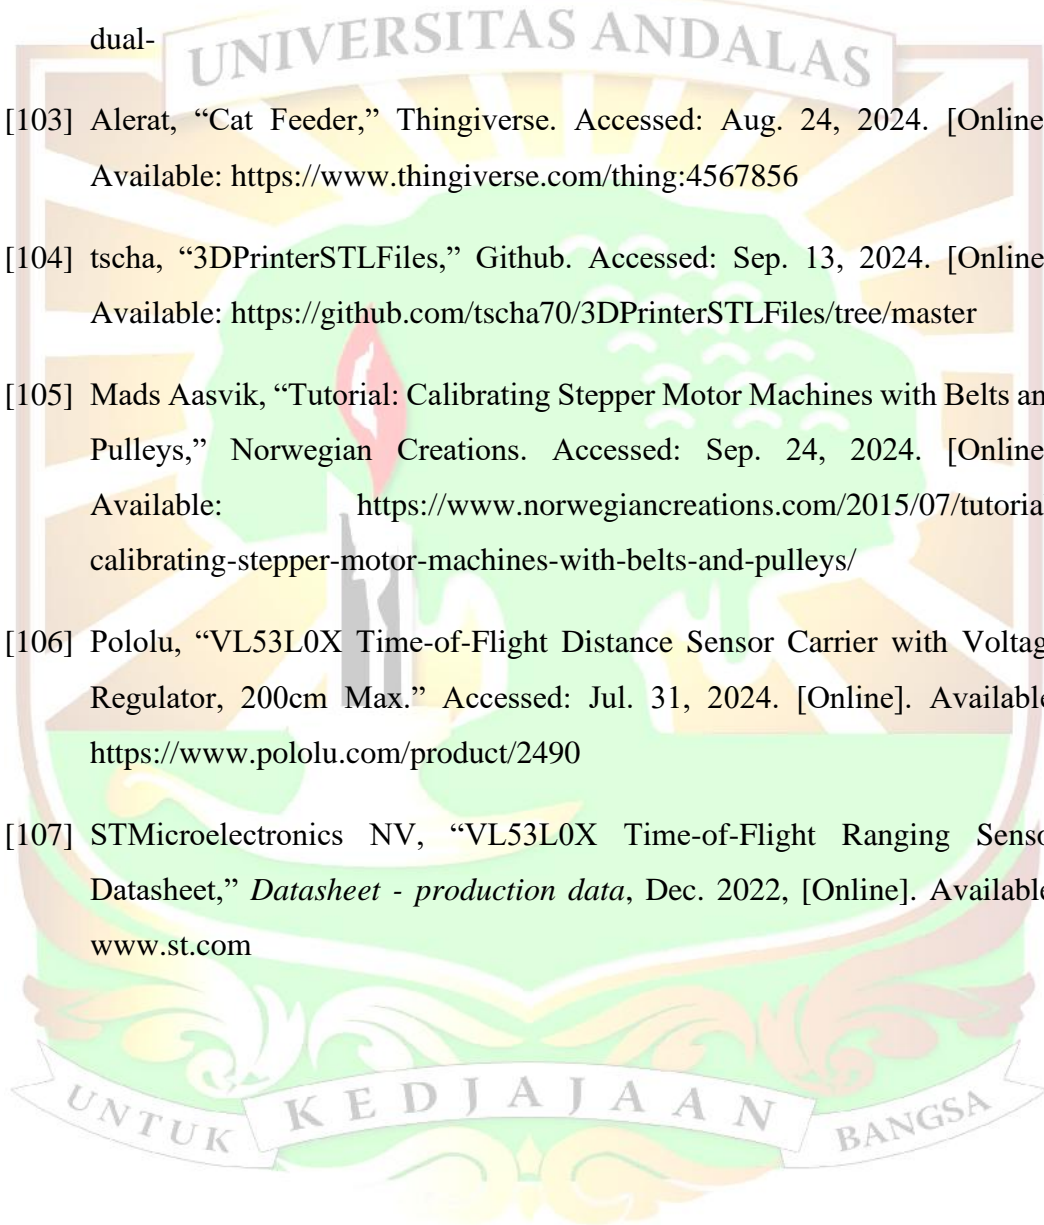 dual-
UNIVERSITAS ANDALAS
[103] Alerat, “Cat Feeder,” Thingiverse. Accessed: Aug. 24, 2024. [Online
Available: https://www.thingiverse.com/thing:4567856
[104] tscha, “3DPrinterSTLFiles,” Github. Accessed: Sep. 13, 2024. [Online
Available: https://github.com/tscha70/3DPrinterSTLFiles/tree/master
[105] Mads Aasvik, “Tutorial: Calibrating Stepper Motor Machines with Belts an
Pulleys,” Norwegian Creations. Accessed: Sep. 24, 2024. [Online
Available: https://www.norwegiancreations.com/2015/07/tutoria
calibrating-stepper-motor-machines-with-belts-and-pulleys/
[106] Pololu, “VL53L0X Time-of-Flight Distance Sensor Carrier with Voltag
Regulator, 200cm Max.” Accessed: Jul. 31, 2024. [Online]. Available
https://www.pololu.com/product/2490
[107] STMicroelectronics NV, “VL53L0X Time-of-Flight Ranging Senso
Datasheet,” Datasheet - production data, Dec. 2022, [Online]. Available
www.st.com
UNTUK KEDJAJAAN BANGSA